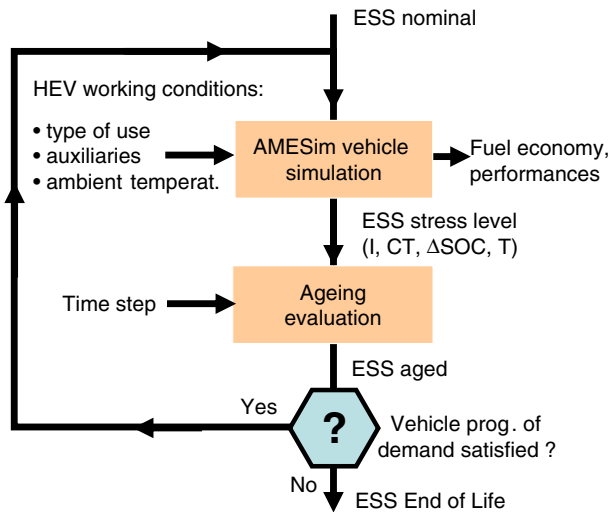 ESS nominal
HEV working conditions:
• type of use
• auxiliaries
• ambient temperat.
AMESim vehicle
simulation
Fuel economy,
performances
ESS stress level
(I, CT, ΔSOC, T)
Time step
Ageing
evaluation
ESS aged
Yes
?
Vehicle prog. of
demand satisfied ?
No
ESS End of Life